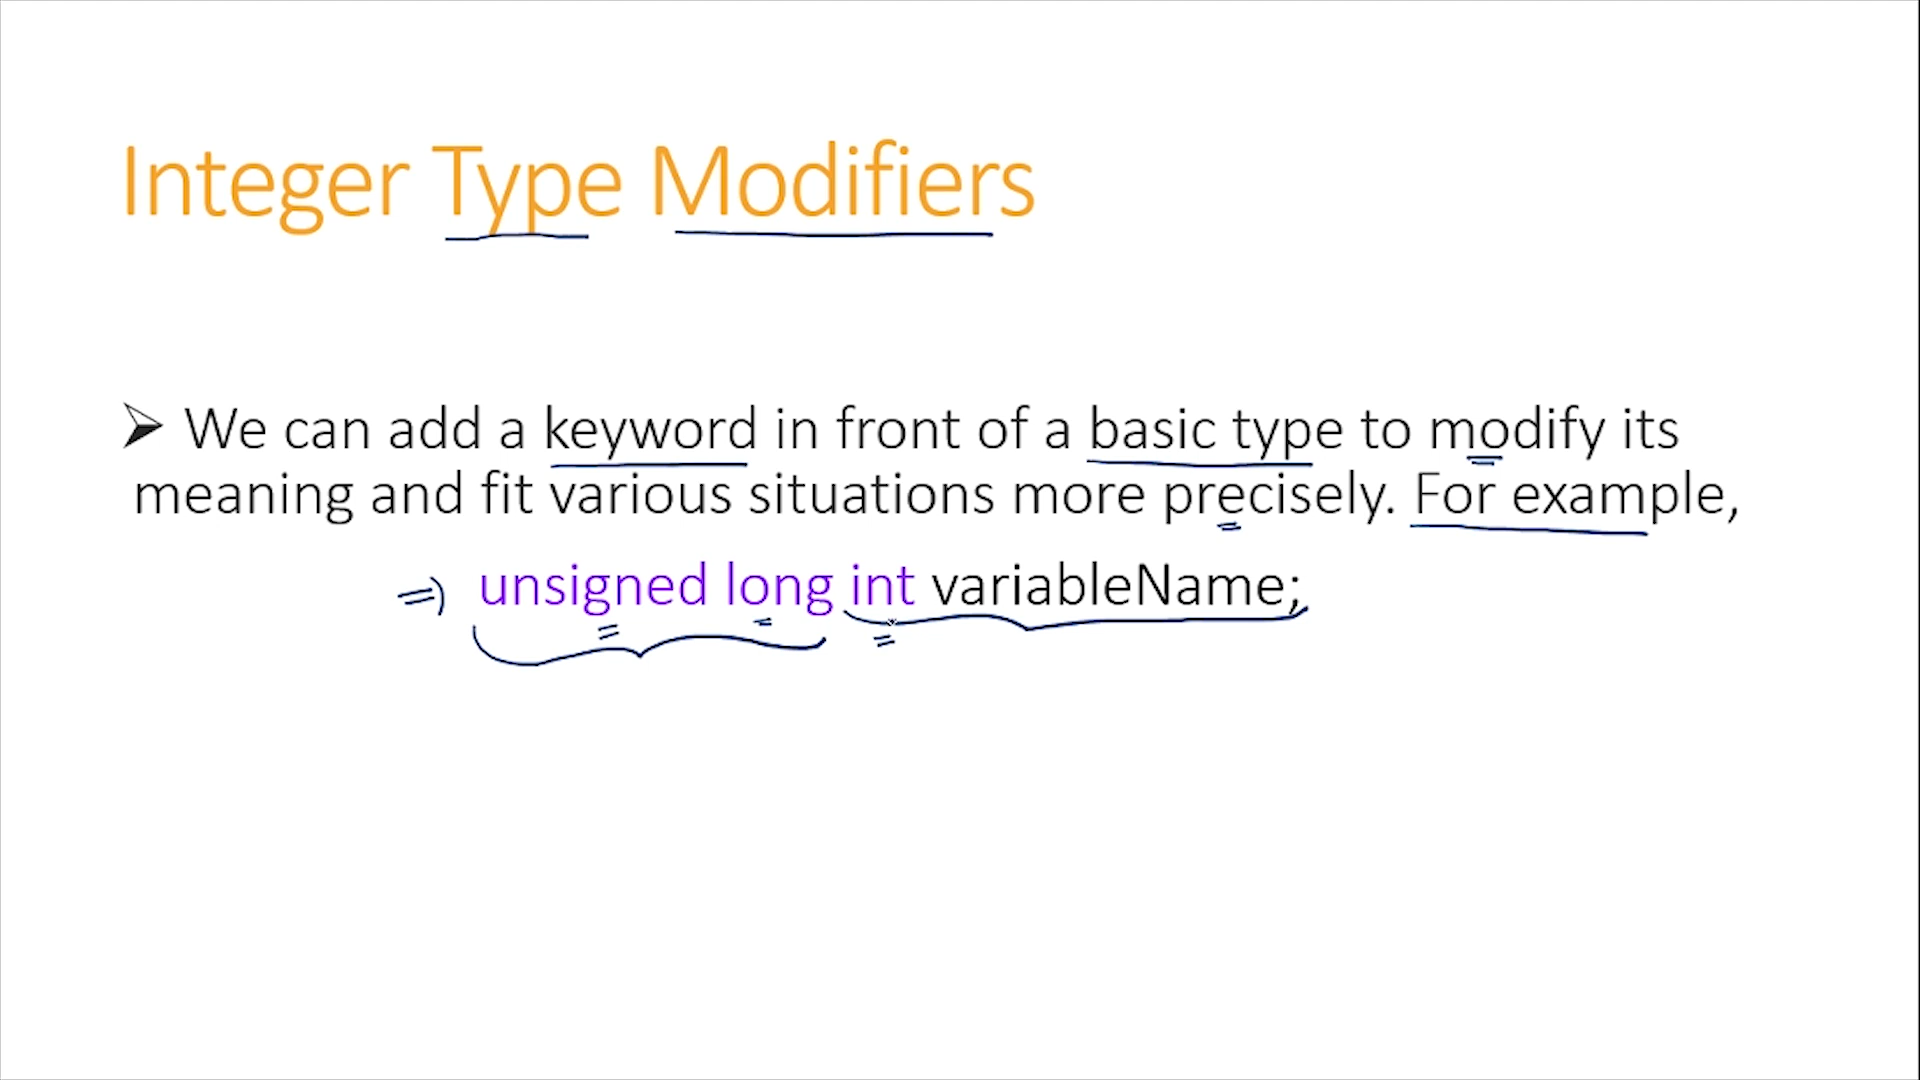 Integer Type Modifiers
➢ We can add a keyword in front of a basic type to modify its
meaning and fit various situations more precisely. For example,
=) unsigned long int variableName;